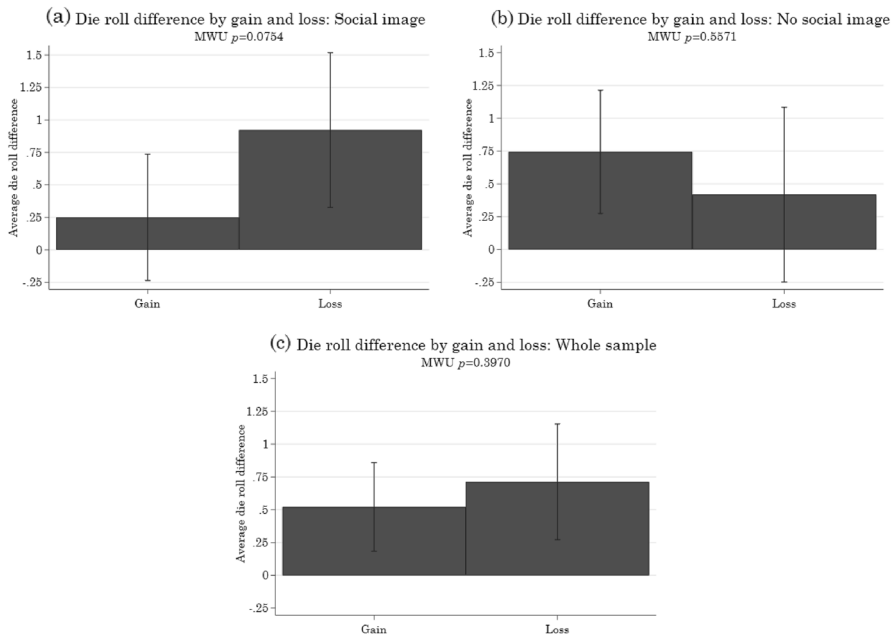 (a) Die roll difference by gain and loss: Social image
MWU p=0.0754
Average die roll difference
1.5
1.25
1
.75
.5
.25
0
-.25
Gain Loss
(b) Die roll difference by gain and loss: No social image
MWU p=0.5571
Average die roll difference
1.5
1.25
1
.75
.5
.25
0
-.25
Gain Loss
(c) Die roll difference by gain and loss: Whole sample
MWU p=0.3970
Average die roll difference
1.5
1.25
1
.75
.5
.25
0
-.25
Gain Loss